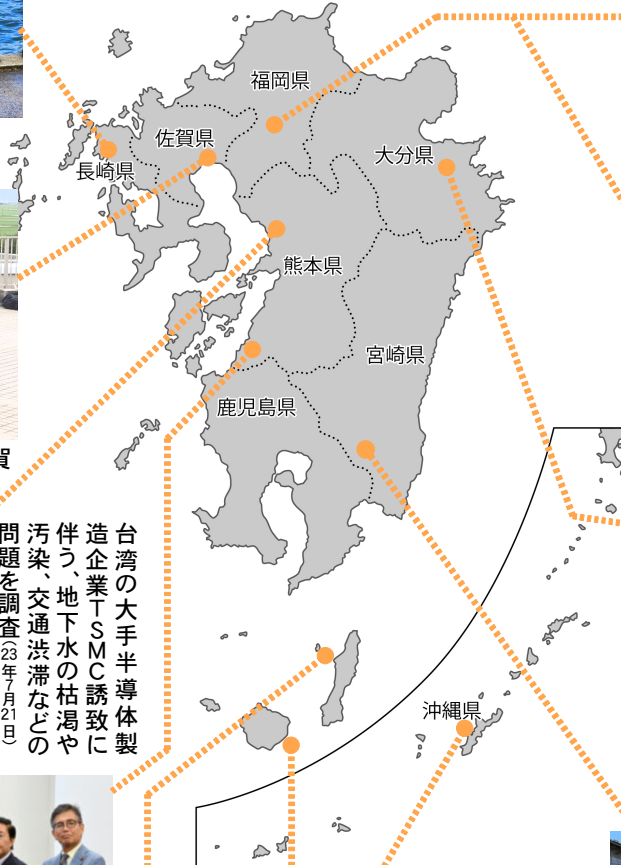 福岡県
佐賀県
長崎県
大分県
熊本県
宮崎県
鹿児島県
沖縄県
賀
台湾の大手半導体製
造企業TSMC誘致に
伴う、地下水の枯渇や
汚染、交通渋滞などの
問題を調査(23年7月21日)